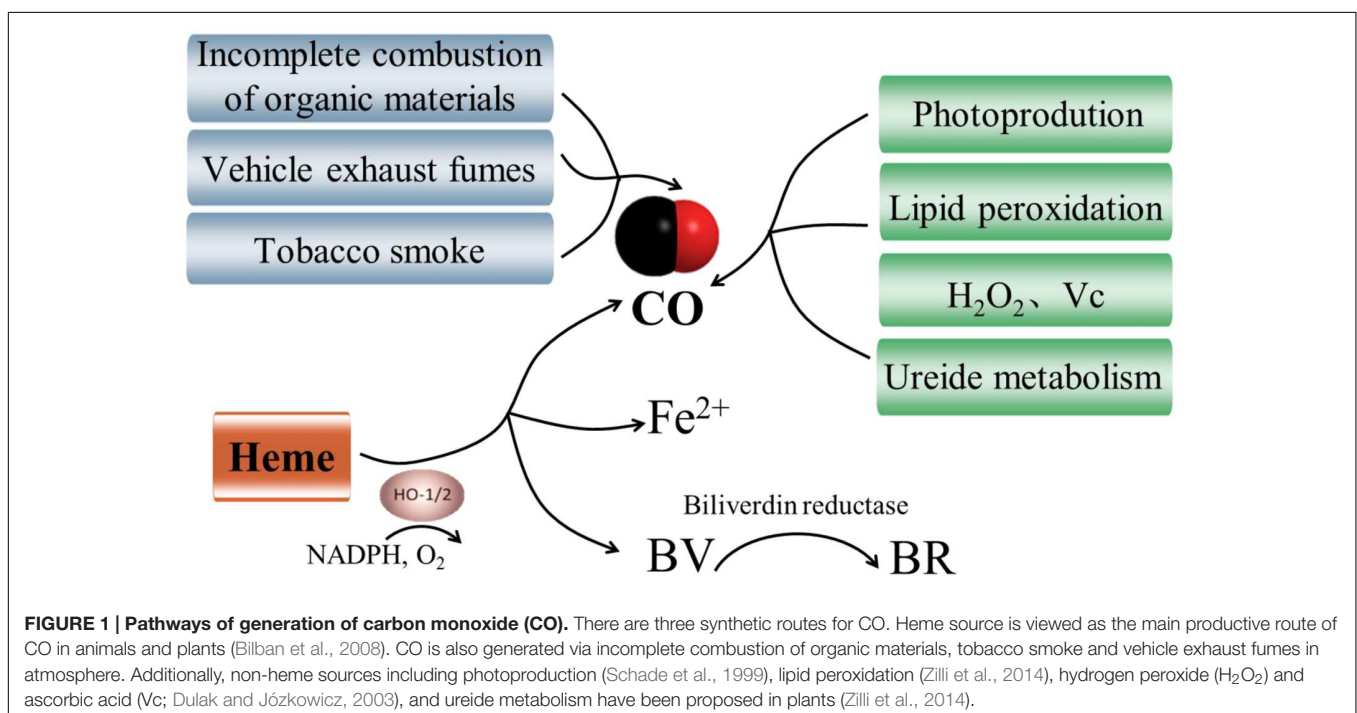 Incomplete combustion
of organic materials
Vehicle exhaust fumes
Tobacco smoke
Photoprodution
Lipid peroxidation
H₂O₂、Vc
Ureide metabolism
CO
Fe²⁺
Heme
HO-1/2
NADPH, O₂
Biliverdin reductase
BV
BR
FIGURE 1 | Pathways of generation of carbon monoxide (CO). There are three synthetic routes for CO. Heme source is viewed as the main productive route of
CO in animals and plants (Bilban et al., 2008). CO is also generated via incomplete combustion of organic materials, tobacco smoke and vehicle exhaust fumes in
atmosphere. Additionally, non-heme sources including photoproduction (Schade et al., 1999), lipid peroxidation (Zilli et al., 2014), hydrogen peroxide (H₂O₂) and
ascorbic acid (Vc; Dulak and Józkowicz, 2003), and ureide metabolism have been proposed in plants (Zilli et al., 2014).